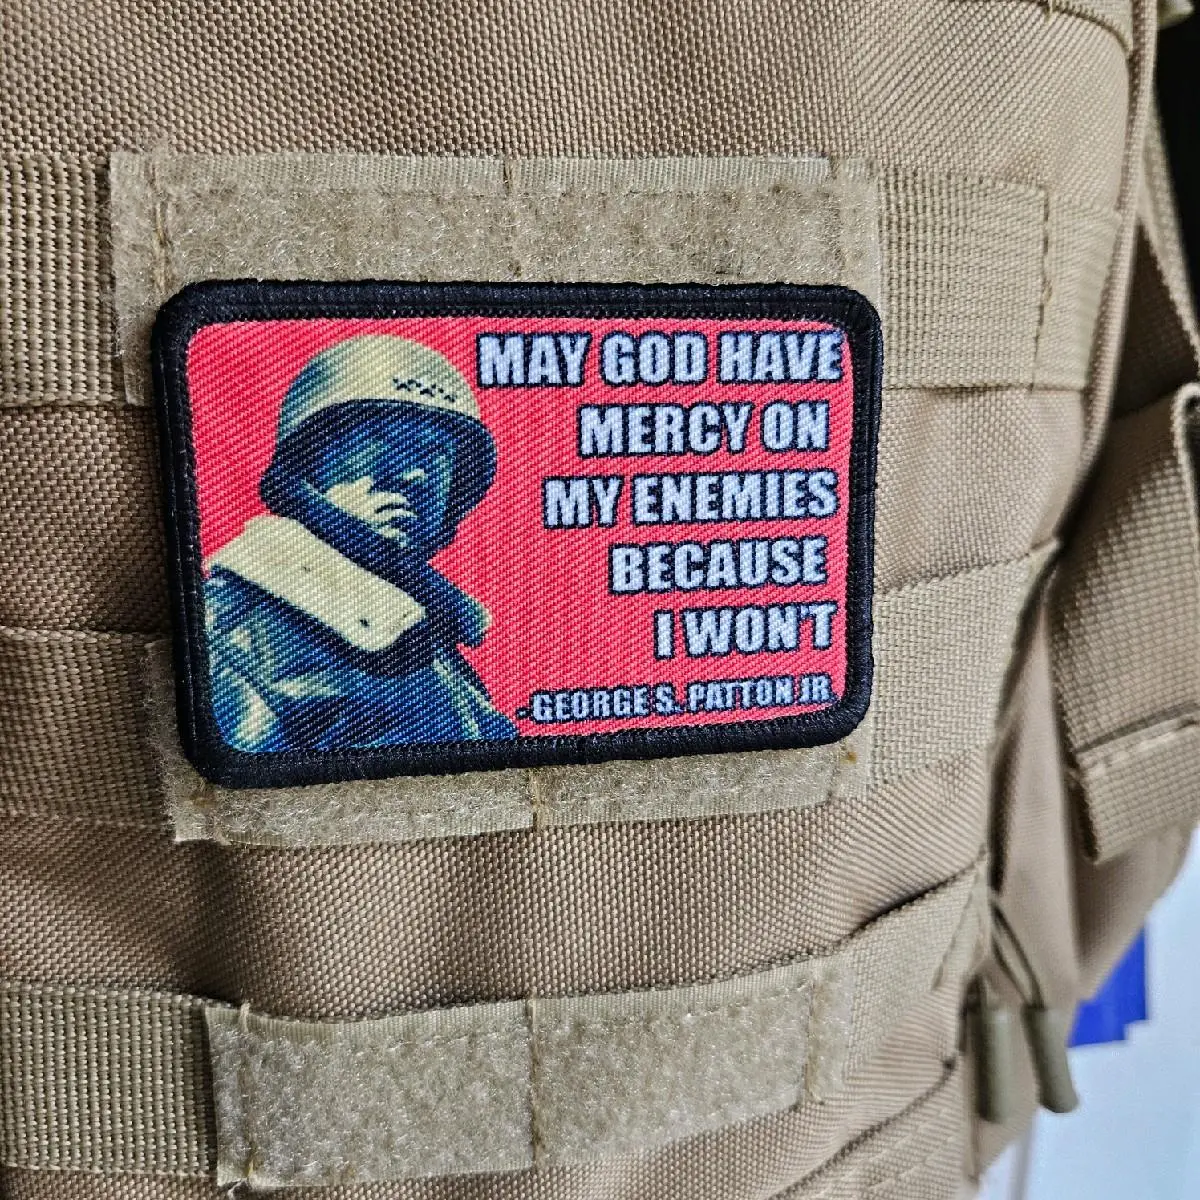 MAY GOD HAVE
MERCY ON
MY ENEMIES
BECAUSE
I WON'T
-GEORGE S. PATTON JR.